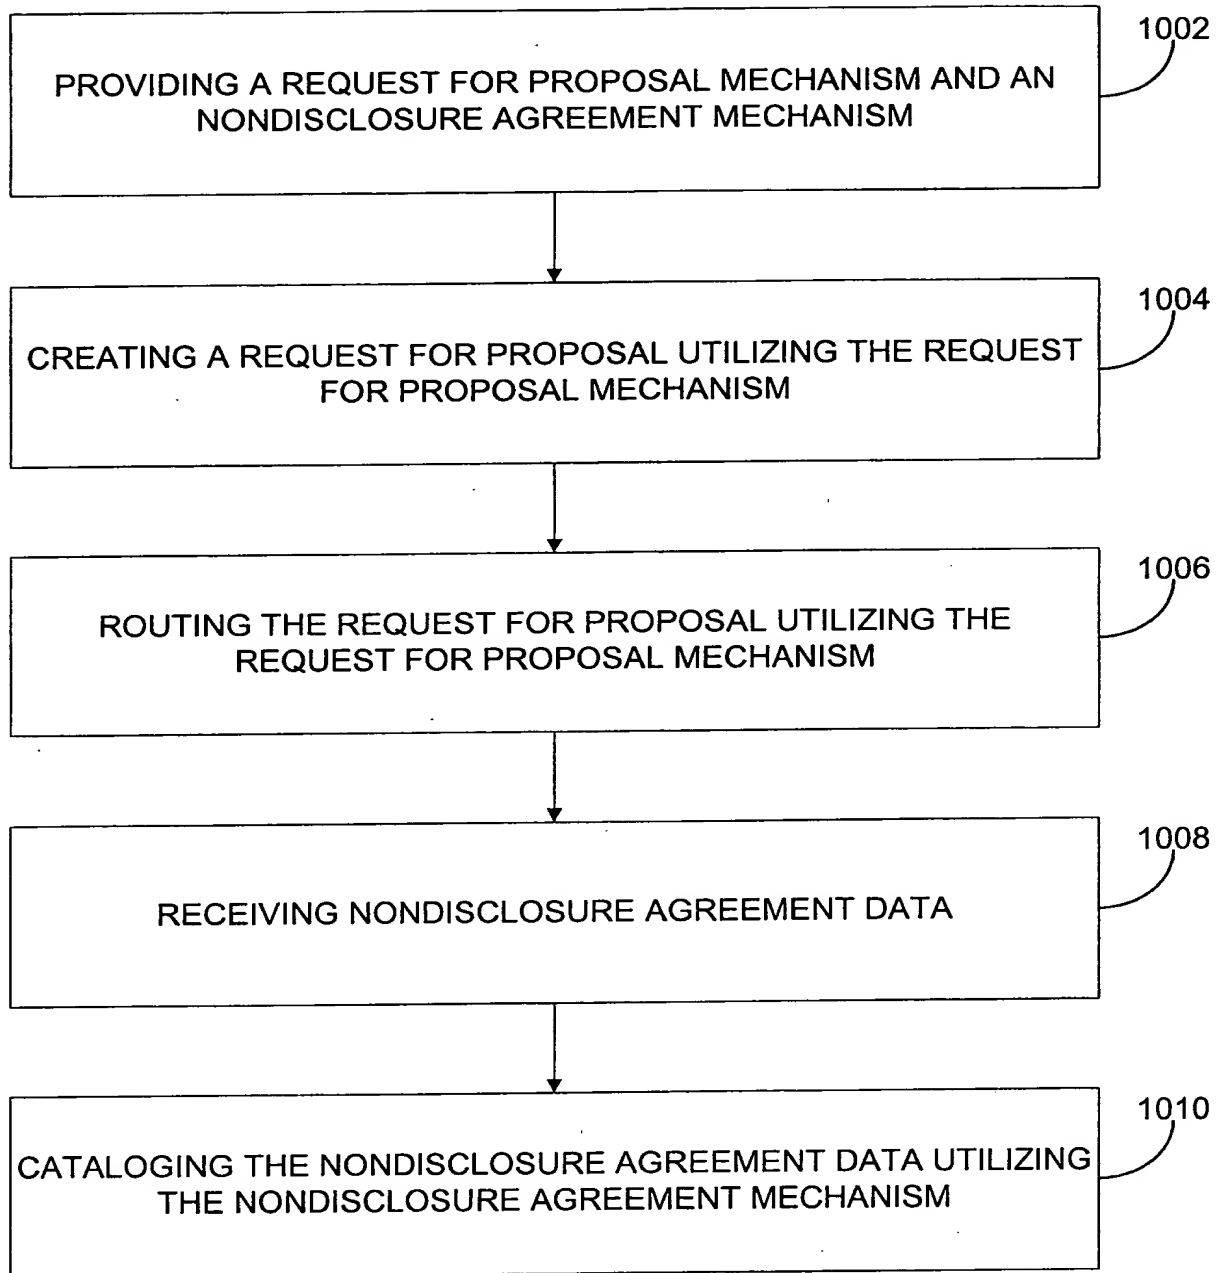 1002
PROVIDING A REQUEST FOR PROPOSAL MECHANISM AND AN
NONDISCLOSURE AGREEMENT MECHANISM
1004
CREATING A REQUEST FOR PROPOSAL UTILIZING THE REQUEST
FOR PROPOSAL MECHANISM
1006
ROUTING THE REQUEST FOR PROPOSAL UTILIZING THE
REQUEST FOR PROPOSAL MECHANISM
1008
RECEIVING NONDISCLOSURE AGREEMENT DATA
1010
CATALOGING THE NONDISCLOSURE AGREEMENT DATA UTILIZING
THE NONDISCLOSURE AGREEMENT MECHANISM